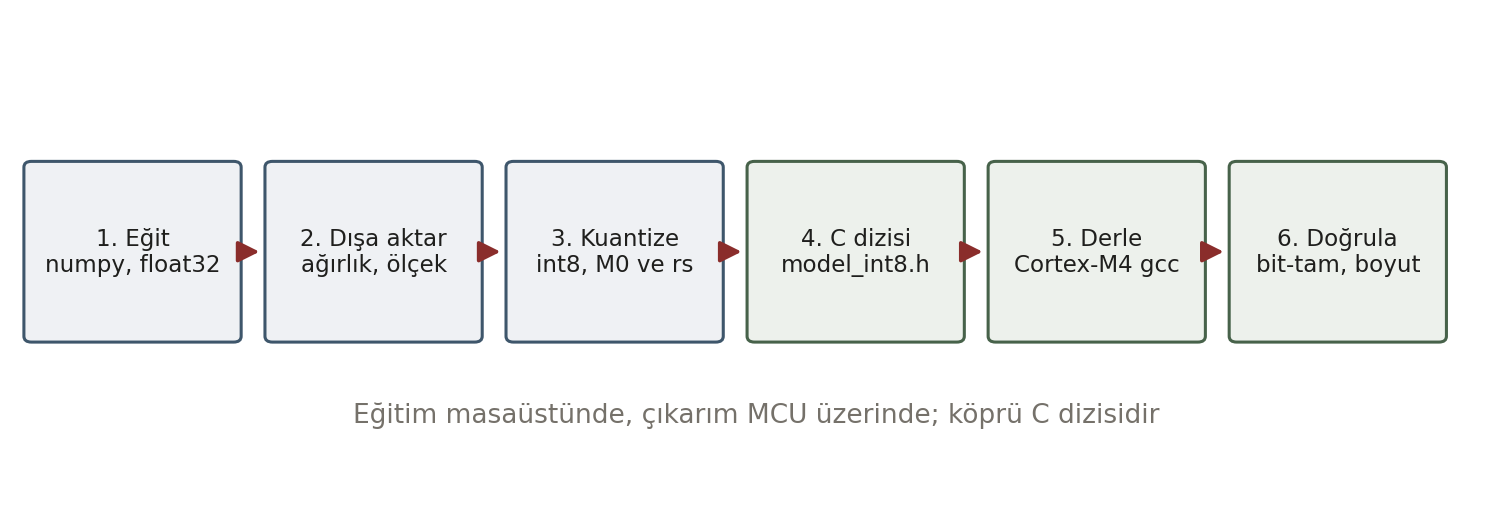 1. Eğit
numpy, float32
2. Dışa aktar
ağırlık, ölçek
3. Kuantize
int8, M0 ve rs
4. C dizisi
model_int8.h
5. Derle
Cortex-M4 gcc
6. Doğrula
bit-tam, boyut
Eğitim masaüstünde, çıkarım MCU üzerinde; köprü C dizisidir